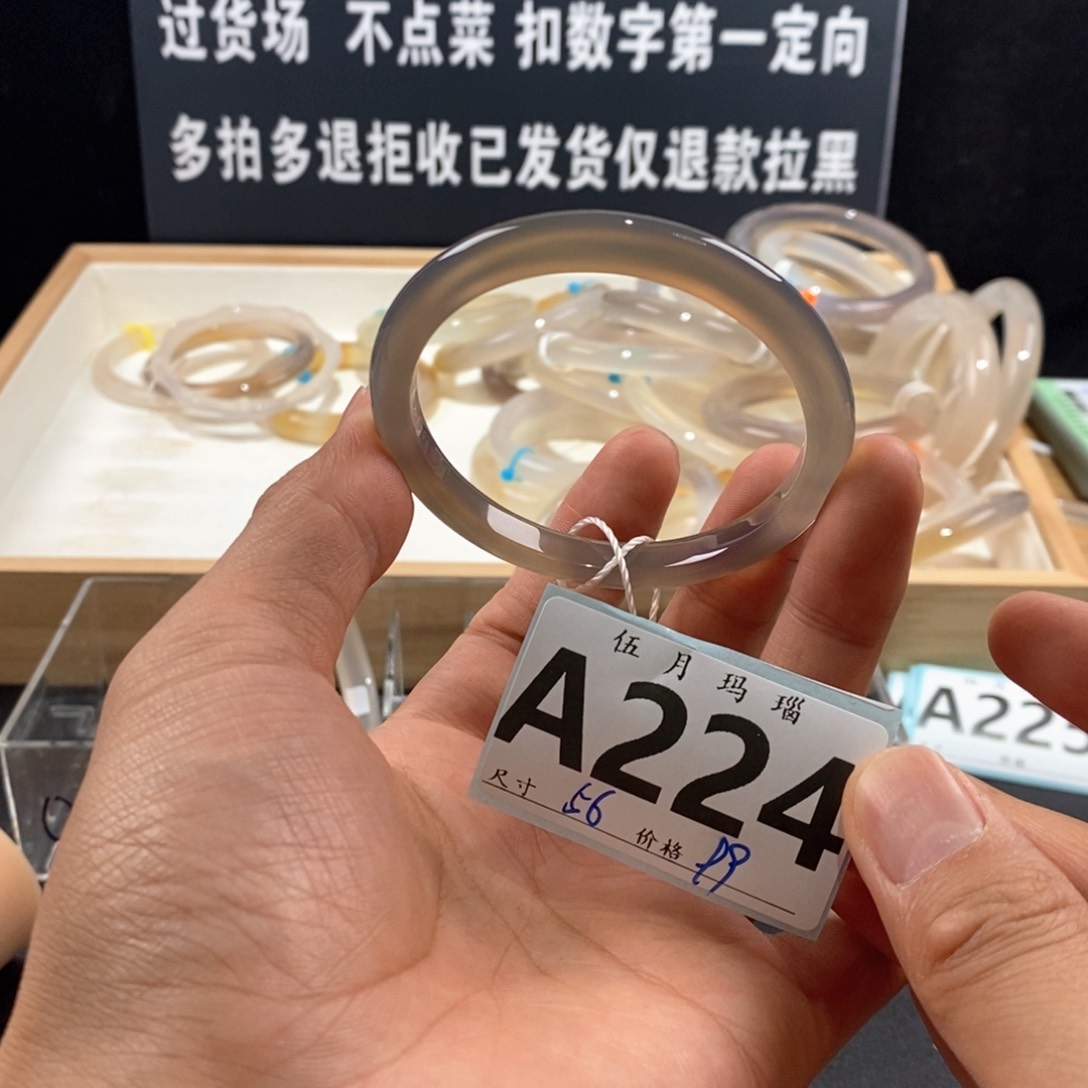 过货场 不点菜 扣数字第一定向
多拍多退拒收已发货仅退款拉黑
伍月玛瑙
A224
尺寸 56 价格
A225